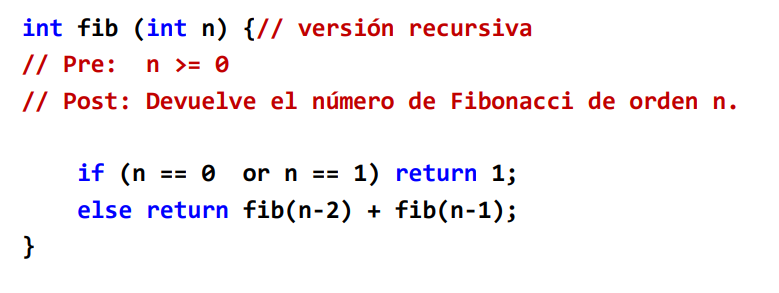 int fib (int n) {// versión recursiva
// Pre:  n >= 0
// Post: Devuelve el número de Fibonacci de orden n.
    if (n == 0  or n == 1) return 1;
    else return fib(n-2) + fib(n-1);
}